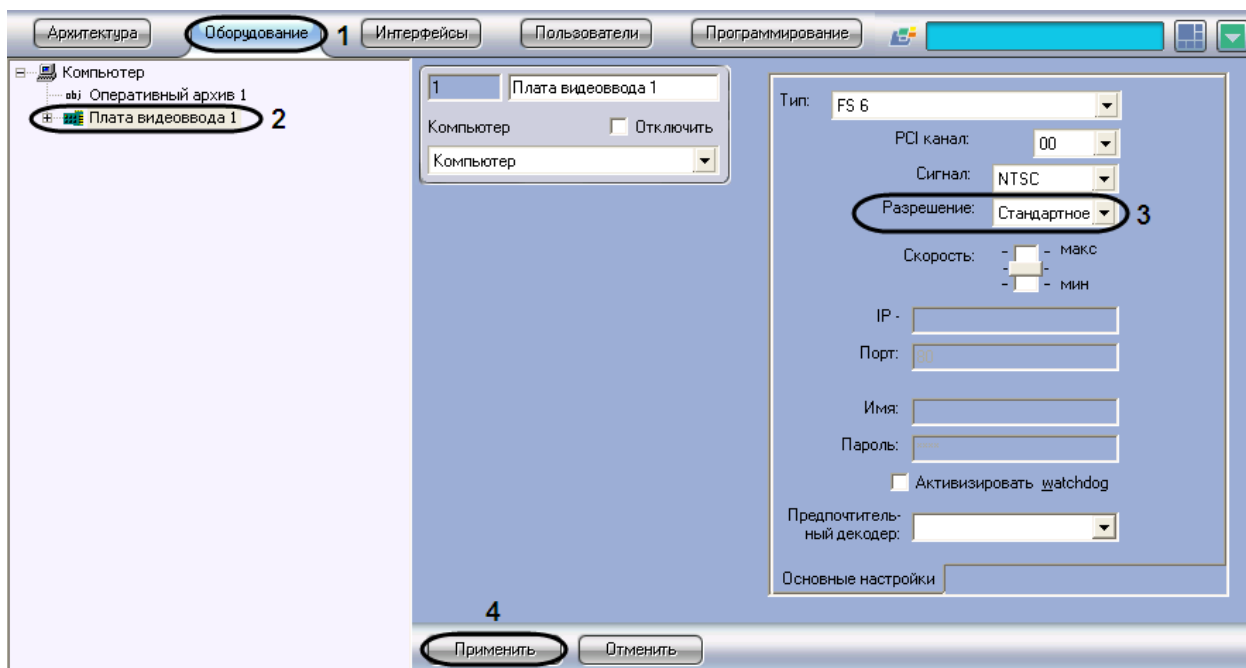 Архитектура Оборудование 1 Интерфейсы Пользователи Программирование
Компьютер
obj Оперативный архив 1
Плата видеоввода 1 2
1 Плата видеоввода 1
Компьютер Отключить
Компьютер
Тип: FS 6
PCI канал: 00
Сигнал: NTSC
Разрешение: Стандартное 3
Скорость: - - макс
- -
- - мин
IP -
Порт:
Имя:
Пароль:
Активизировать watchdog
Предпочтитель-
ный декодер:
Основные настройки
4
Применить Отменить